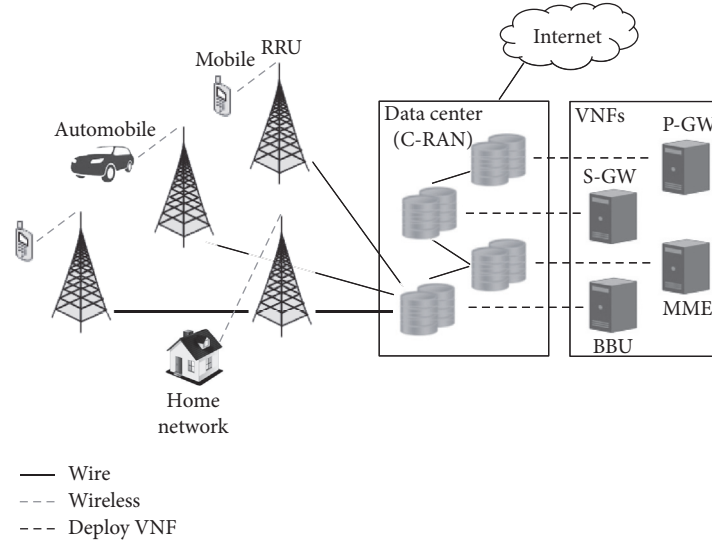 Internet
RRU
Mobile
Data center
(C-RAN)
VNFs
P-GW
Automobile
S-GW
MME
BBU
Home
network
Wire
Wireless
Deploy VNF